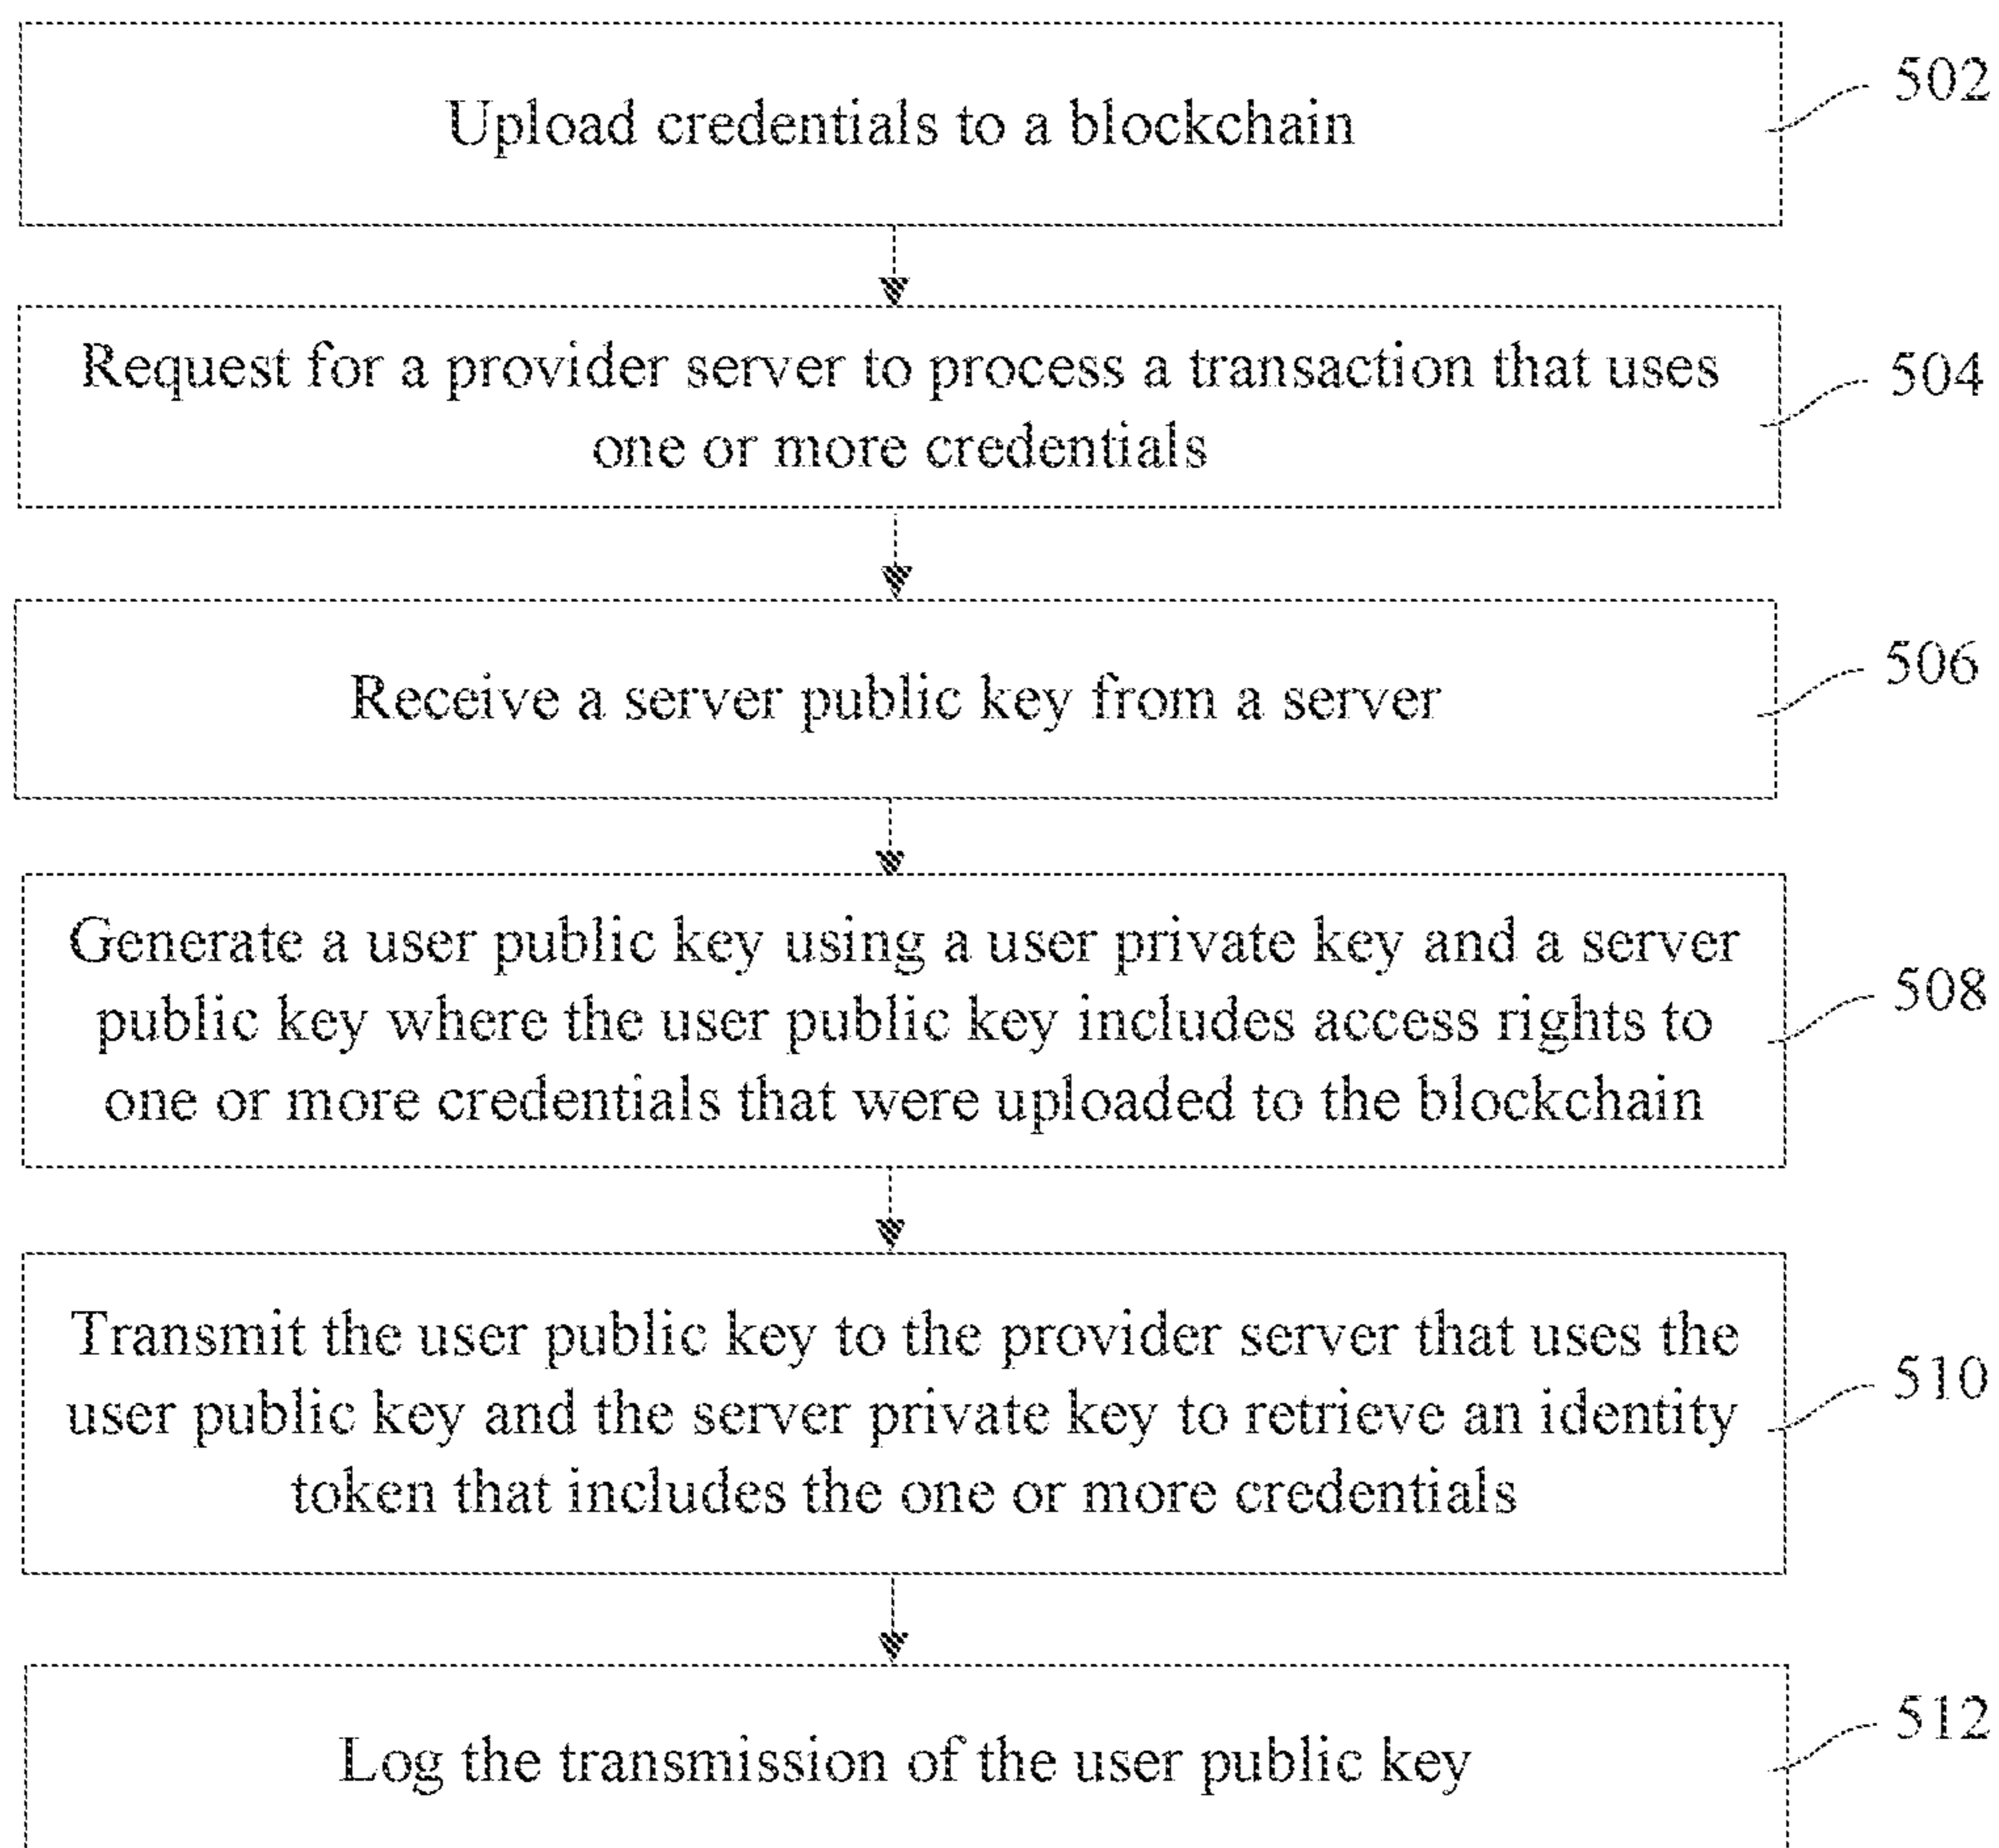 Upload credentials to a blockchain
502
Request for a provider server to process a transaction that uses
one or more credentials
504
Receive a server public key from a server
506
Generate a user public key using a user private key and a server
public key where the user public key includes access rights to
one or more credentials that were uploaded to the blockchain
508
Transmit the user public key to the provider server that uses the
user public key and the server private key to retrieve an identity
token that includes the one or more credentials
510
Log the transmission of the user public key
512